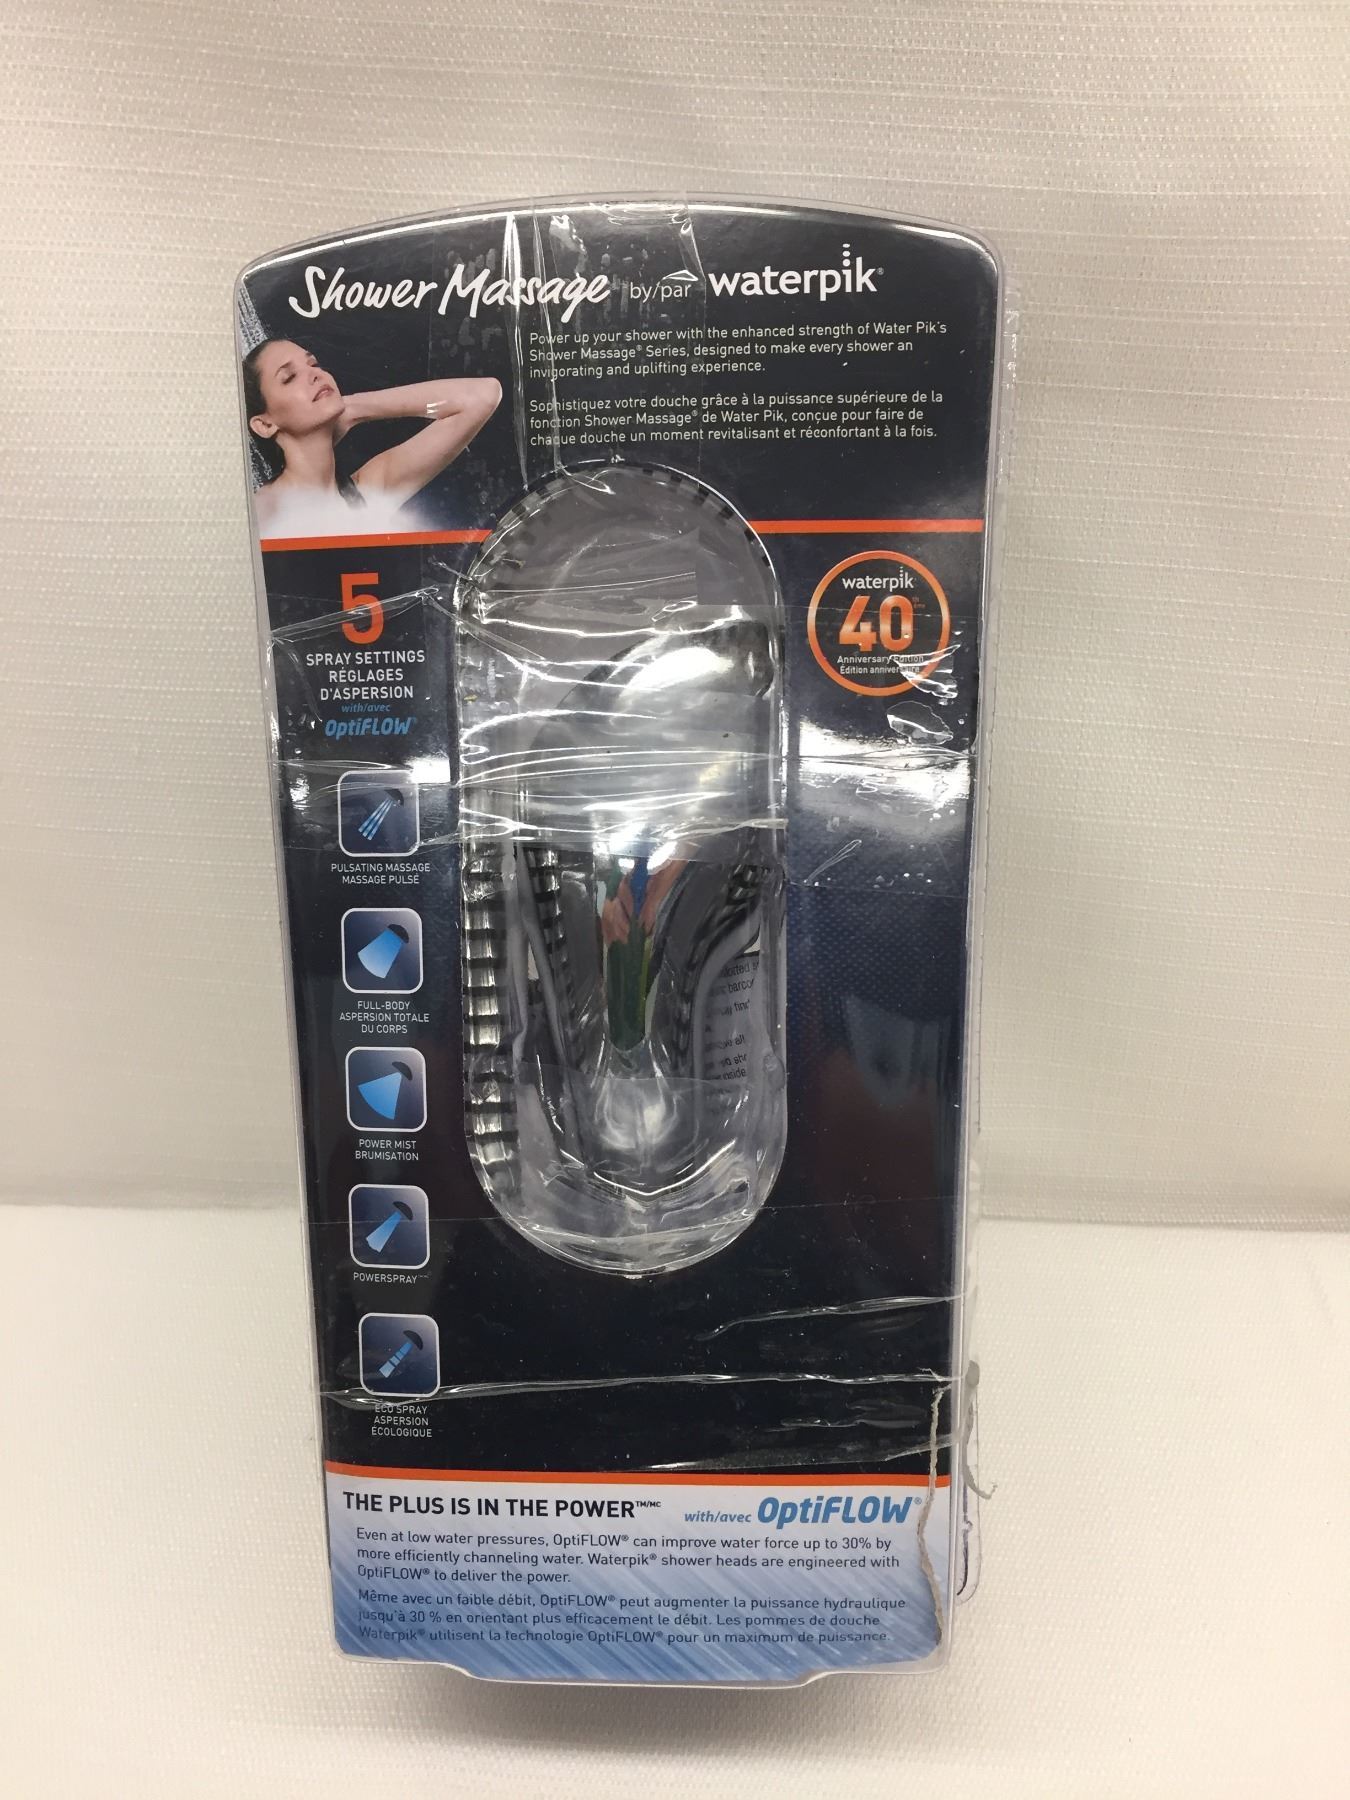 Shower Massage by/par waterpik®
Power up your shower with the enhanced strength of Water Pik's
Shower Massage® Series, designed to make every shower an
invigorating and uplifting experience.
Sophistiquez votre douche grâce à la puissance supérieure de la
fonction Shower Massage® de Water Pik, conçue pour faire de
chaque douche un moment revitalisant et réconfortant à la fois.
5
SPRAY SETTINGS
RÉGLAGES
D'ASPERSION
with/avec
OptiFLOW®
waterpik
40th ème
Anniversary Edition
Édition anniversaire
PULSATING MASSAGE
MASSAGE PULSÉ
FULL-BODY
ASPERSION TOTALE
DU CORPS
POWER MIST
BRUMISATION
POWERSPRAY
ECO SPRAY
ASPERSION
ÉCOLOGIQUE
barco
find
all
inside
THE PLUS IS IN THE POWER™/MC with/avec OptiFLOW®
Even at low water pressures, OptiFLOW® can improve water force up to 30% by
more efficiently channeling water. Waterpik® shower heads are engineered with
OptiFLOW® to deliver the power.
Même avec un faible débit, OptiFLOW® peut augmenter la puissance hydraulique
jusqu'à 30 % en orientant plus efficacement le débit. Les pommes de douche
Waterpik® utilisent la technologie OptiFLOW® pour un maximum de puissance.